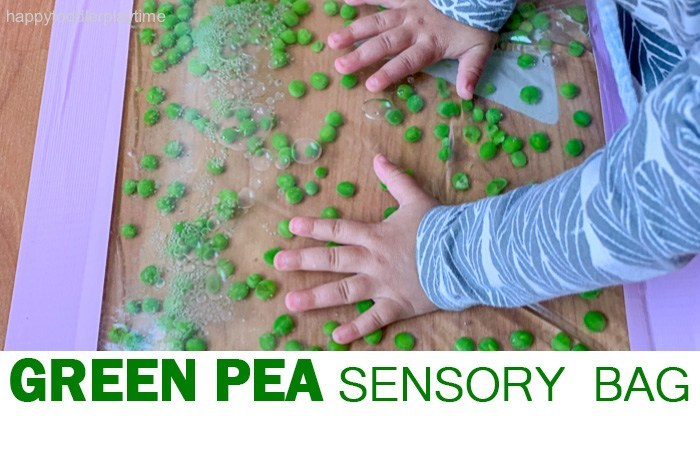 happytoddlerplaytime
GREEN PEA SENSORY BAG